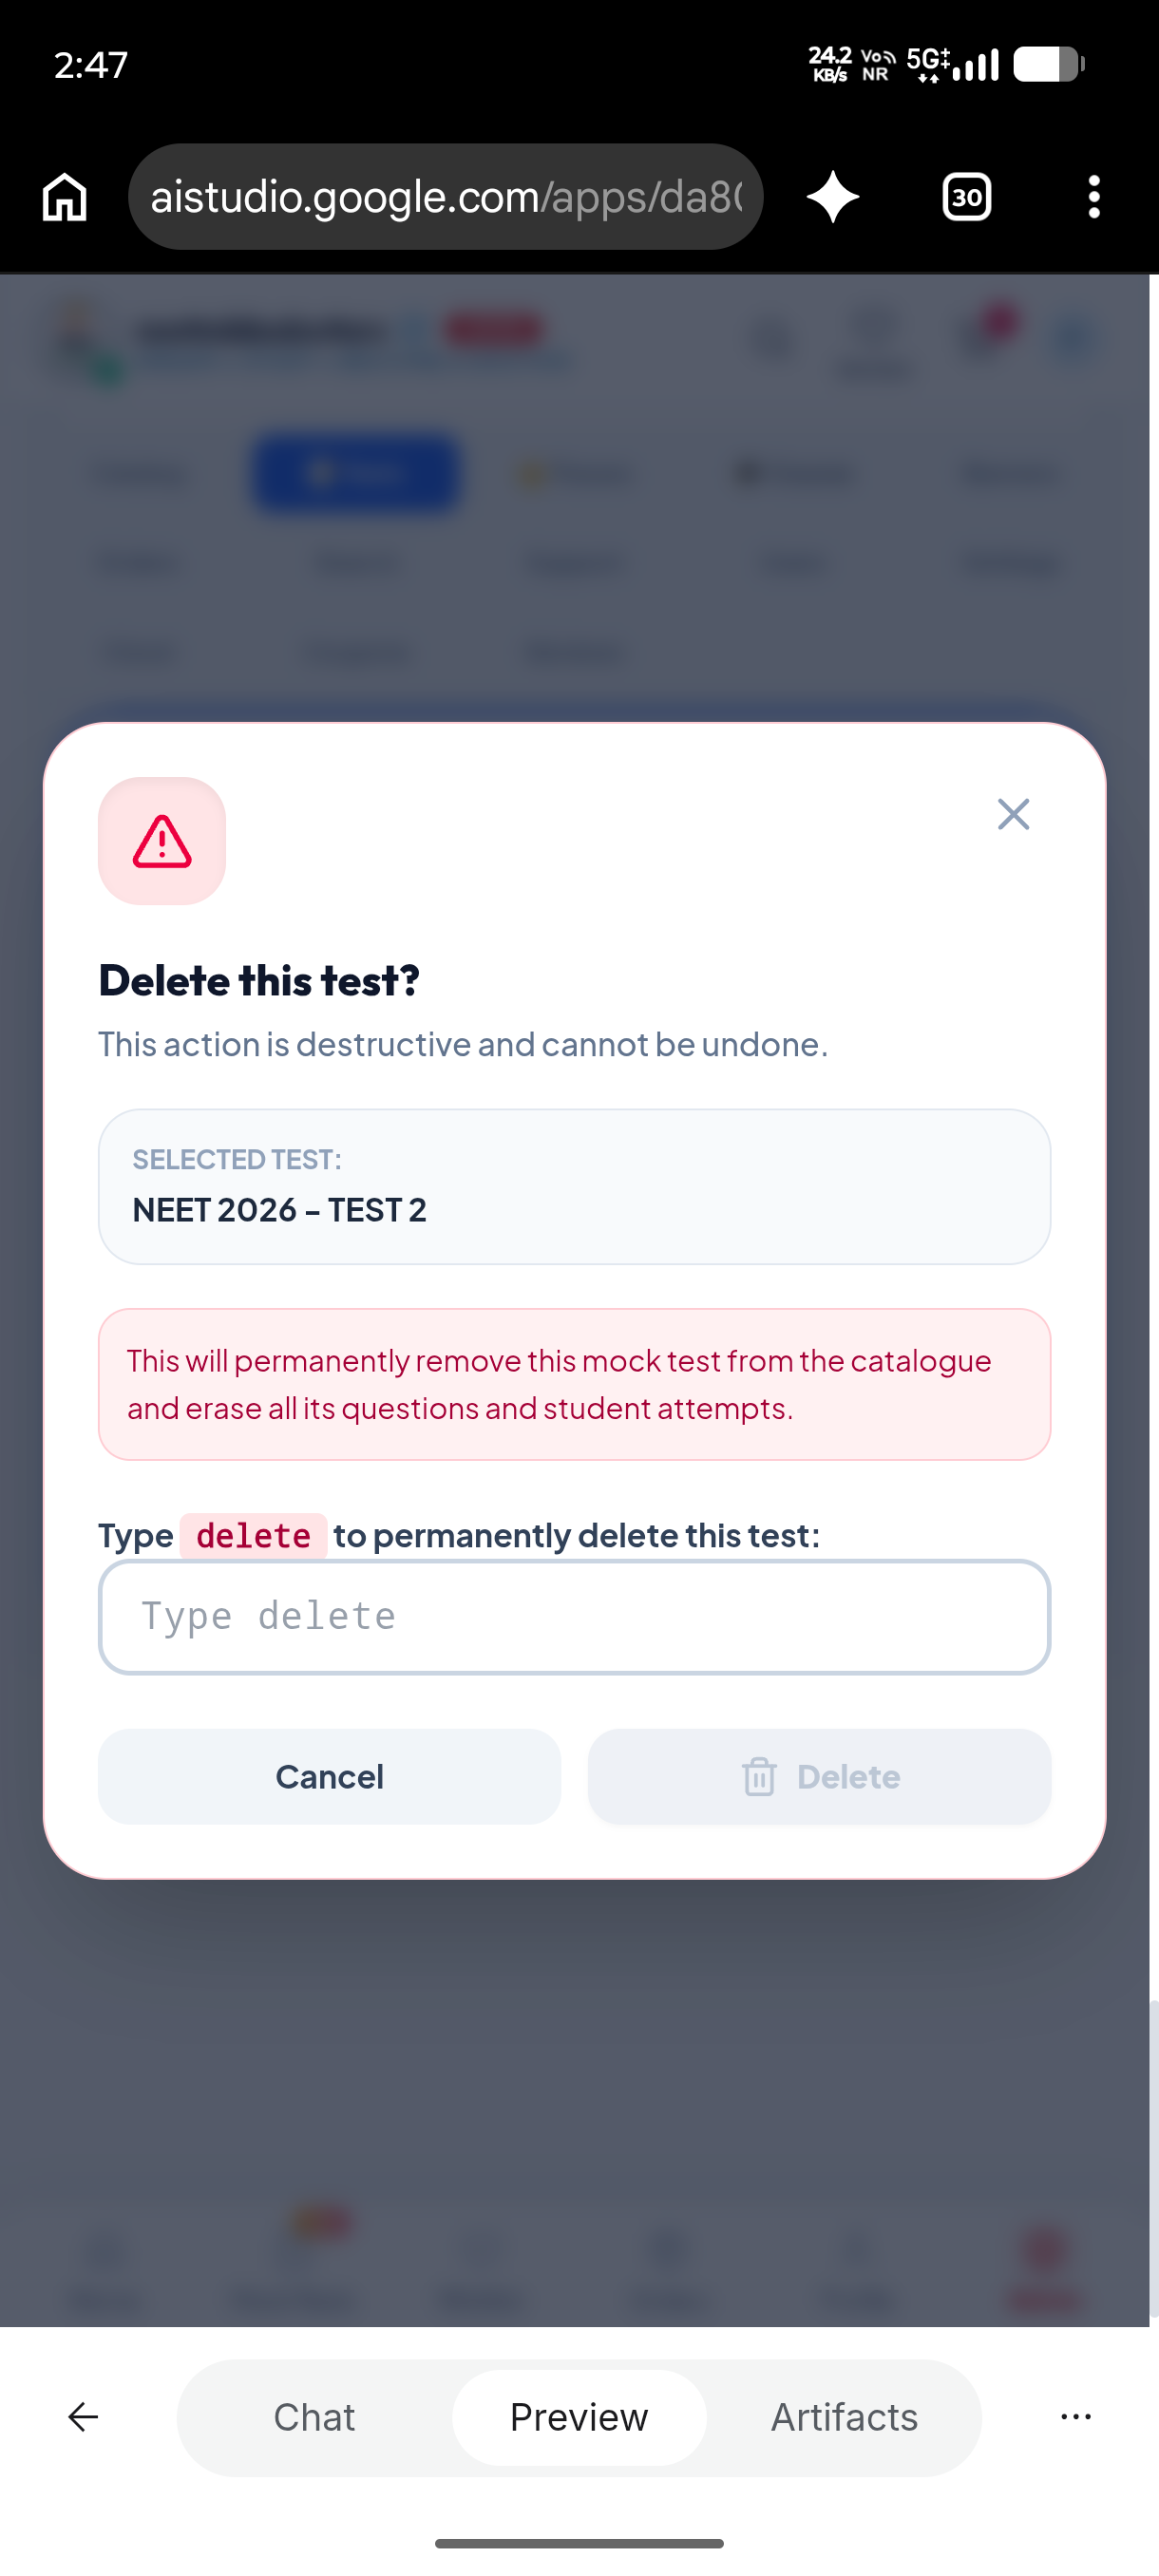 2:47
24.2 KB/s
Vo NR
5G
aistudio.google.com/apps/da8
30
Delete this test?
This action is destructive and cannot be undone.
SELECTED TEST:
NEET 2026 – TEST 2
This will permanently remove this mock test from the catalogue
and erase all its questions and student attempts.
Type delete to permanently delete this test:
Type delete
Cancel
Delete
Chat
Preview
Artifacts